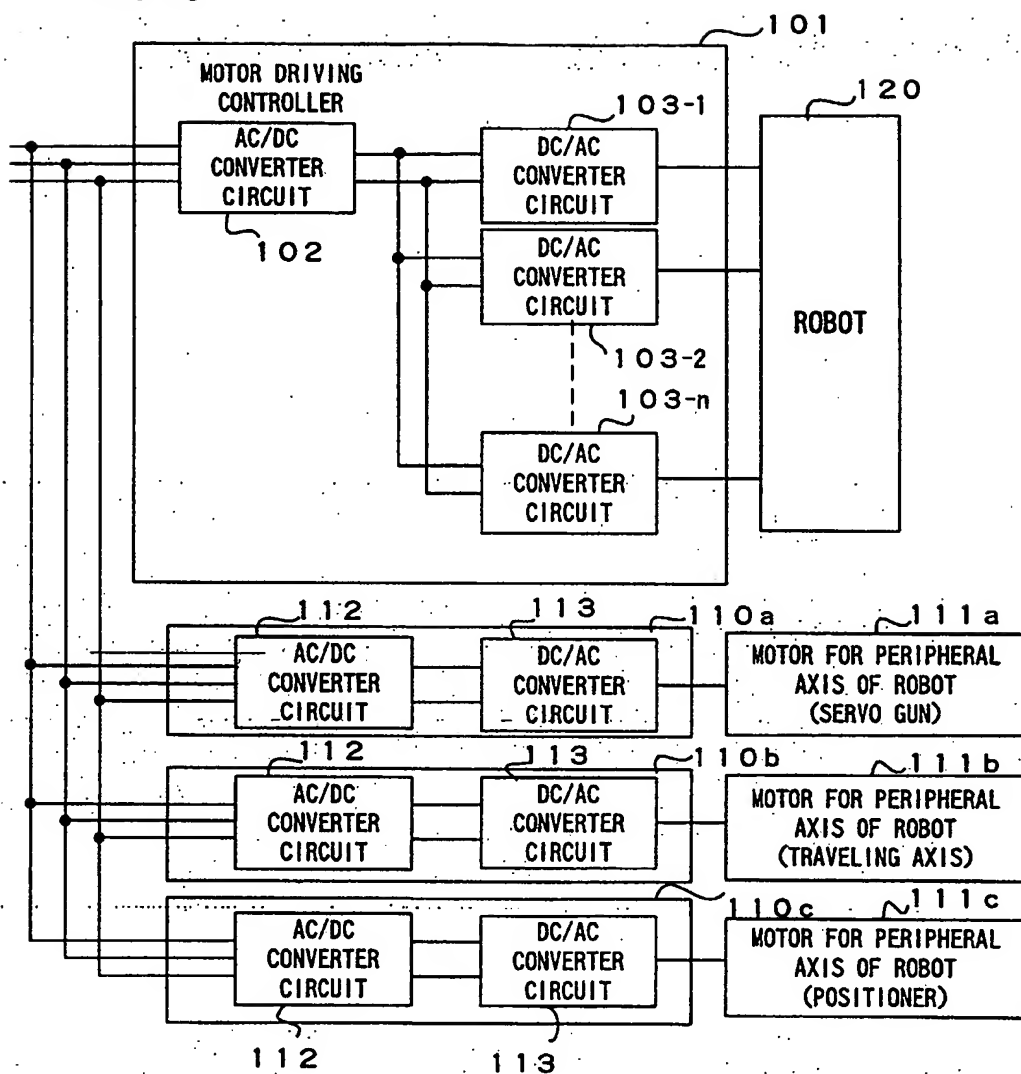 101
MOTOR DRIVING
CONTROLLER
120
103-1
AC/DC
CONVERTER
CIRCUIT
DC/AC
CONVERTER
CIRCUIT
102
DC/AC
CONVERTER
CIRCUIT
ROBOT
103-2
103-n
DC/AC
CONVERTER
CIRCUIT
112
113
110a
111a
AC/DC
CONVERTER
CIRCUIT
DC/AC
CONVERTER
CIRCUIT
MOTOR FOR PERIPHERAL
AXIS OF ROBOT
(SERVO GUN)
112
113
110b
111b
AC/DC
CONVERTER
CIRCUIT
DC/AC
CONVERTER
CIRCUIT
MOTOR FOR PERIPHERAL
AXIS OF ROBOT
(TRAVELING AXIS)
110c
111c
AC/DC
CONVERTER
CIRCUIT
DC/AC
CONVERTER
CIRCUIT
MOTOR FOR PERIPHERAL
AXIS OF ROBOT
(POSITIONER)
112
113